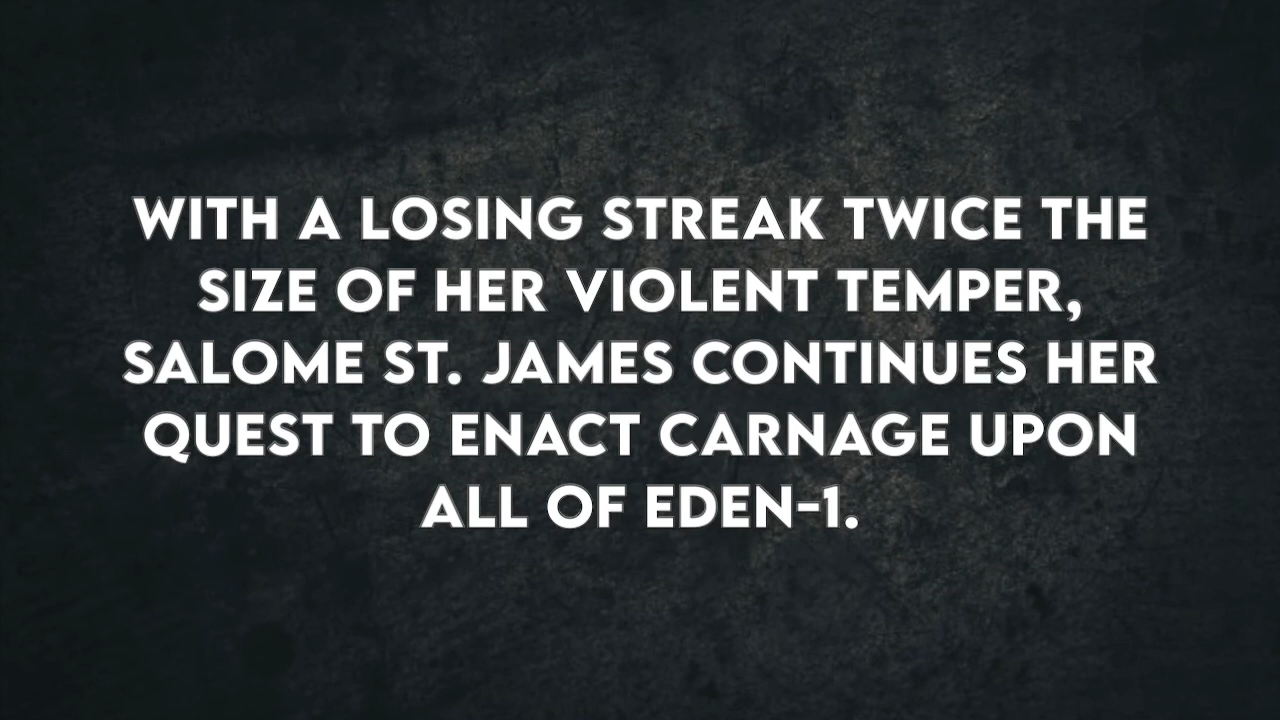 WITH A LOSING STREAK TWICE THE
SIZE OF HER VIOLENT TEMPER,
SALOME ST. JAMES CONTINUES HER
QUEST TO ENACT CARNAGE UPON
ALL OF EDEN-1.